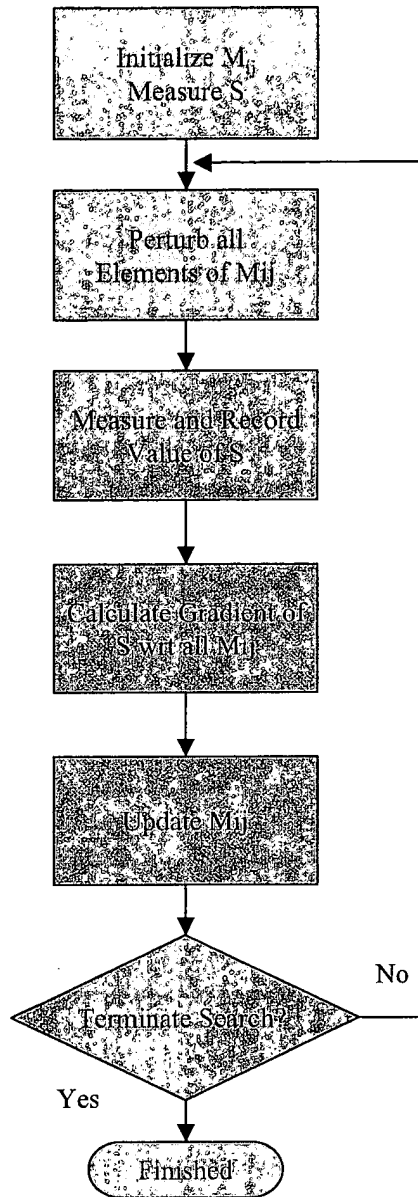 Initialize Mij
Measure S
Perturb all
Elements of Mij
Measure and Record
Value of S
Calculate Gradient of
S wrt all Mij
Update Mij
Terminate Search?
No
Yes
Finished